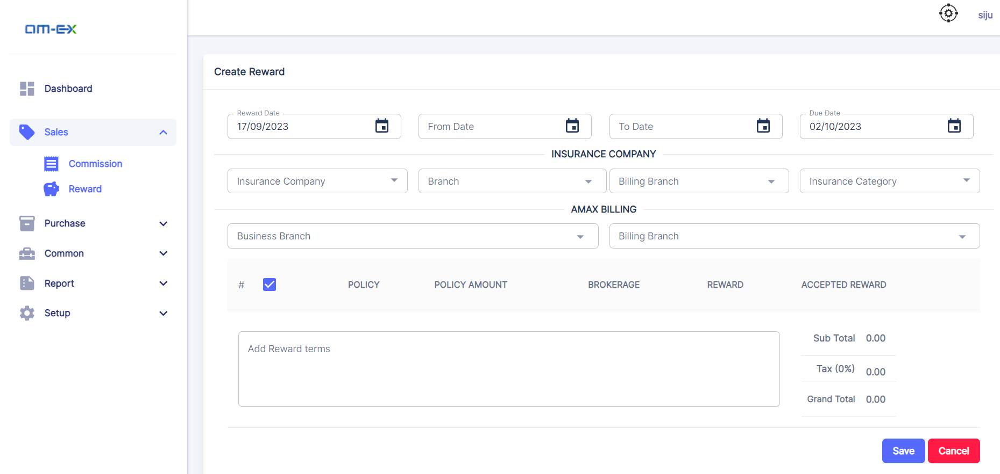 am-ex
siju
Dashboard
Sales
Commission
Reward
Purchase
Common
Report
Setup
Create Reward
Reward Date
17/09/2023
From Date
To Date
Due Date
02/10/2023
INSURANCE COMPANY
Insurance Company
Branch
Billing Branch
Insurance Category
AMAX BILLING
Business Branch
Billing Branch
# POLICY POLICY AMOUNT BROKERAGE REWARD ACCEPTED REWARD
Add Reward terms
Sub Total 0.00
Tax (0%) 0.00
Grand Total 0.00
Save
Cancel